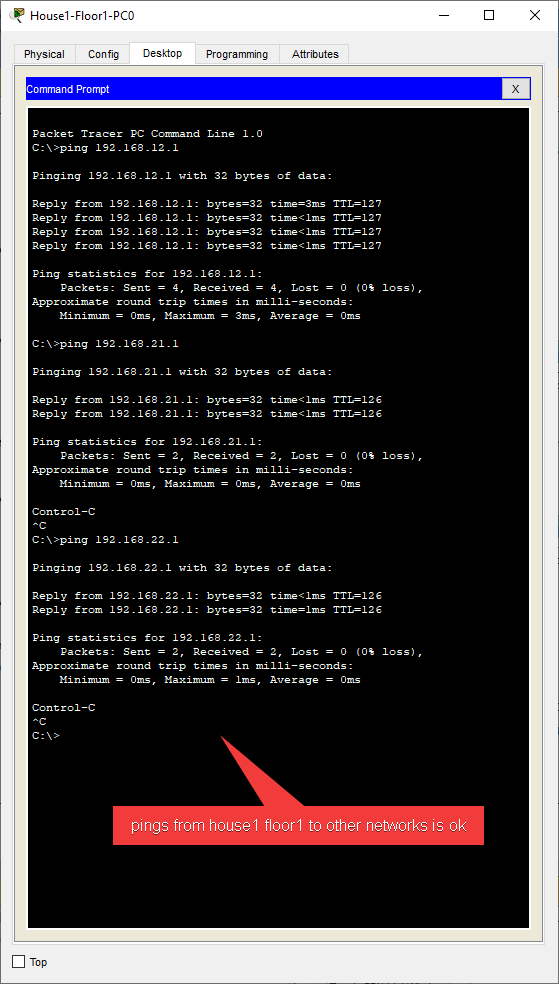 House1-Floor1-PC0
Physical Config Desktop Programming Attributes
Command Prompt X
Packet Tracer PC Command Line 1.0
C:\>ping 192.168.12.1
Pinging 192.168.12.1 with 32 bytes of data:
Reply from 192.168.12.1: bytes=32 time=3ms TTL=127
Reply from 192.168.12.1: bytes=32 time<1ms TTL=127
Reply from 192.168.12.1: bytes=32 time<1ms TTL=127
Reply from 192.168.12.1: bytes=32 time<1ms TTL=127
Ping statistics for 192.168.12.1:
Packets: Sent = 4, Received = 4, Lost = 0 (0% loss),
Approximate round trip times in milli-seconds:
Minimum = 0ms, Maximum = 3ms, Average = 0ms
C:\>ping 192.168.21.1
Pinging 192.168.21.1 with 32 bytes of data:
Reply from 192.168.21.1: bytes=32 time<1ms TTL=126
Reply from 192.168.21.1: bytes=32 time<1ms TTL=126
Ping statistics for 192.168.21.1:
Packets: Sent = 2, Received = 2, Lost = 0 (0% loss),
Approximate round trip times in milli-seconds:
Minimum = 0ms, Maximum = 0ms, Average = 0ms
Control-C
^C
C:\>ping 192.168.22.1
Pinging 192.168.22.1 with 32 bytes of data:
Reply from 192.168.22.1: bytes=32 time<1ms TTL=126
Reply from 192.168.22.1: bytes=32 time=1ms TTL=126
Ping statistics for 192.168.22.1:
Packets: Sent = 2, Received = 2, Lost = 0 (0% loss),
Approximate round trip times in milli-seconds:
Minimum = 0ms, Maximum = 1ms, Average = 0ms
Control-C
^C
C:\>
pings from house1 floor1 to other networks is ok
Top